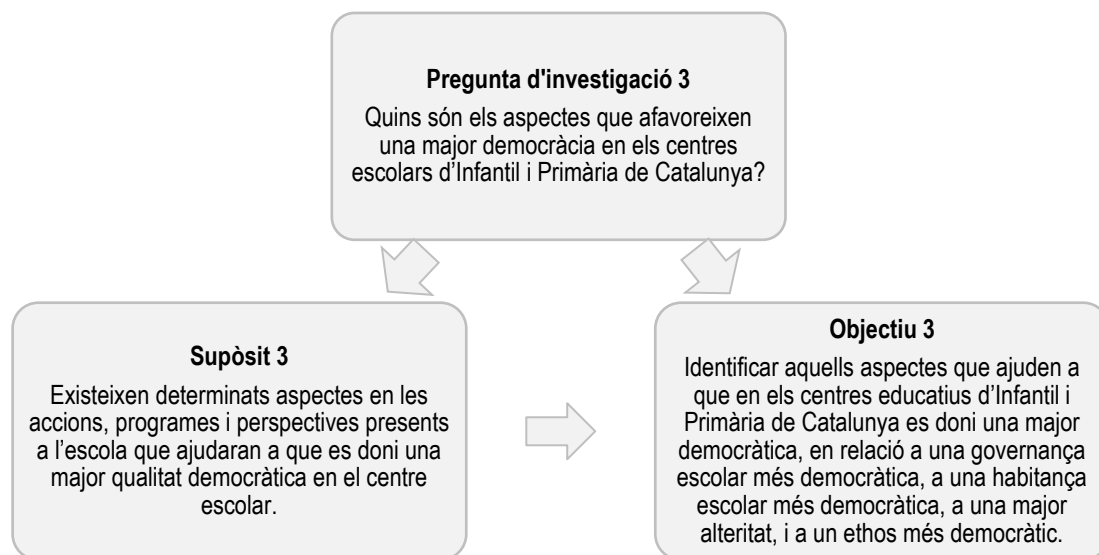 Pregunta d'investigació 3
Quins són els aspectes que afavoreixen
una major democràcia en els centres
escolars d’Infantil i Primària de Catalunya?
Supòsit 3
Existeixen determinats aspectes en les
accions, programes i perspectives presents
a l’escola que ajudaran a que es doni una
major qualitat democràtica en el centre
escolar.
Objectiu 3
Identificar aquells aspectes que ajuden a
que en els centres educatius d’Infantil i
Primària de Catalunya es doni una major
democràtica, en relació a una governança
escolar més democràtica, a una habitança
escolar més democràtica, a una major
alteritat, i a un ethos més democràtic.